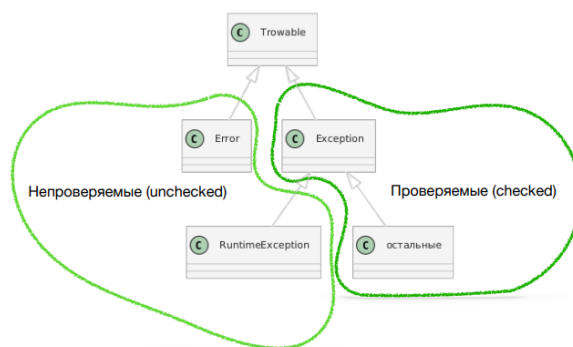 C Trowable
C Error
C Exception
Непроверяемые (unchecked)
Проверяемые (checked)
C RuntimeException
C остальные